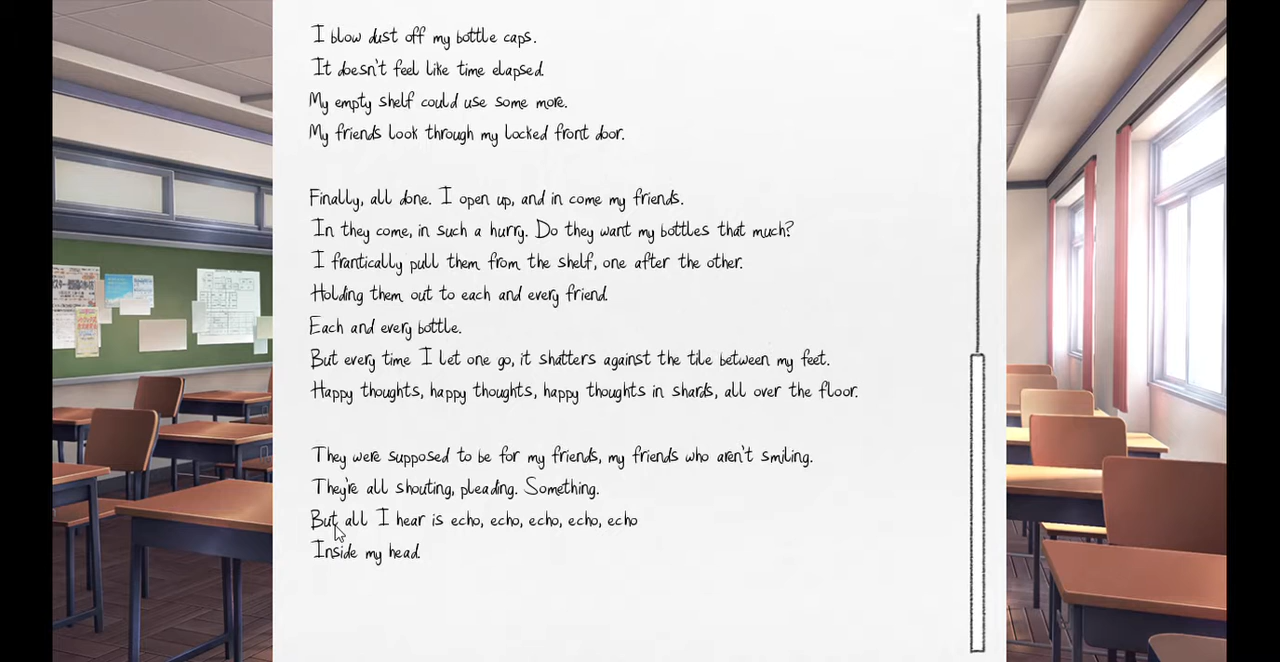 I blow dust off my bottle caps.
It doesn't feel like time elapsed.
My empty shelf could use some more.
My friends look through my locked front door.
Finally, all done. I open up, and in come my friends.
In they come, in such a hurry. Do they want my bottles that much?
I frantically pull them from the shelf, one after the other.
Holding them out to each and every friend.
Each and every bottle.
But every time I let one go, it shatters against the tile between my feet.
Happy thoughts, happy thoughts, happy thoughts in shards, all over the floor.
They were supposed to be for my friends, my friends who aren't smiling.
They're all shouting, pleading. Something.
But all I hear is echo, echo, echo, echo, echo
Inside my head.